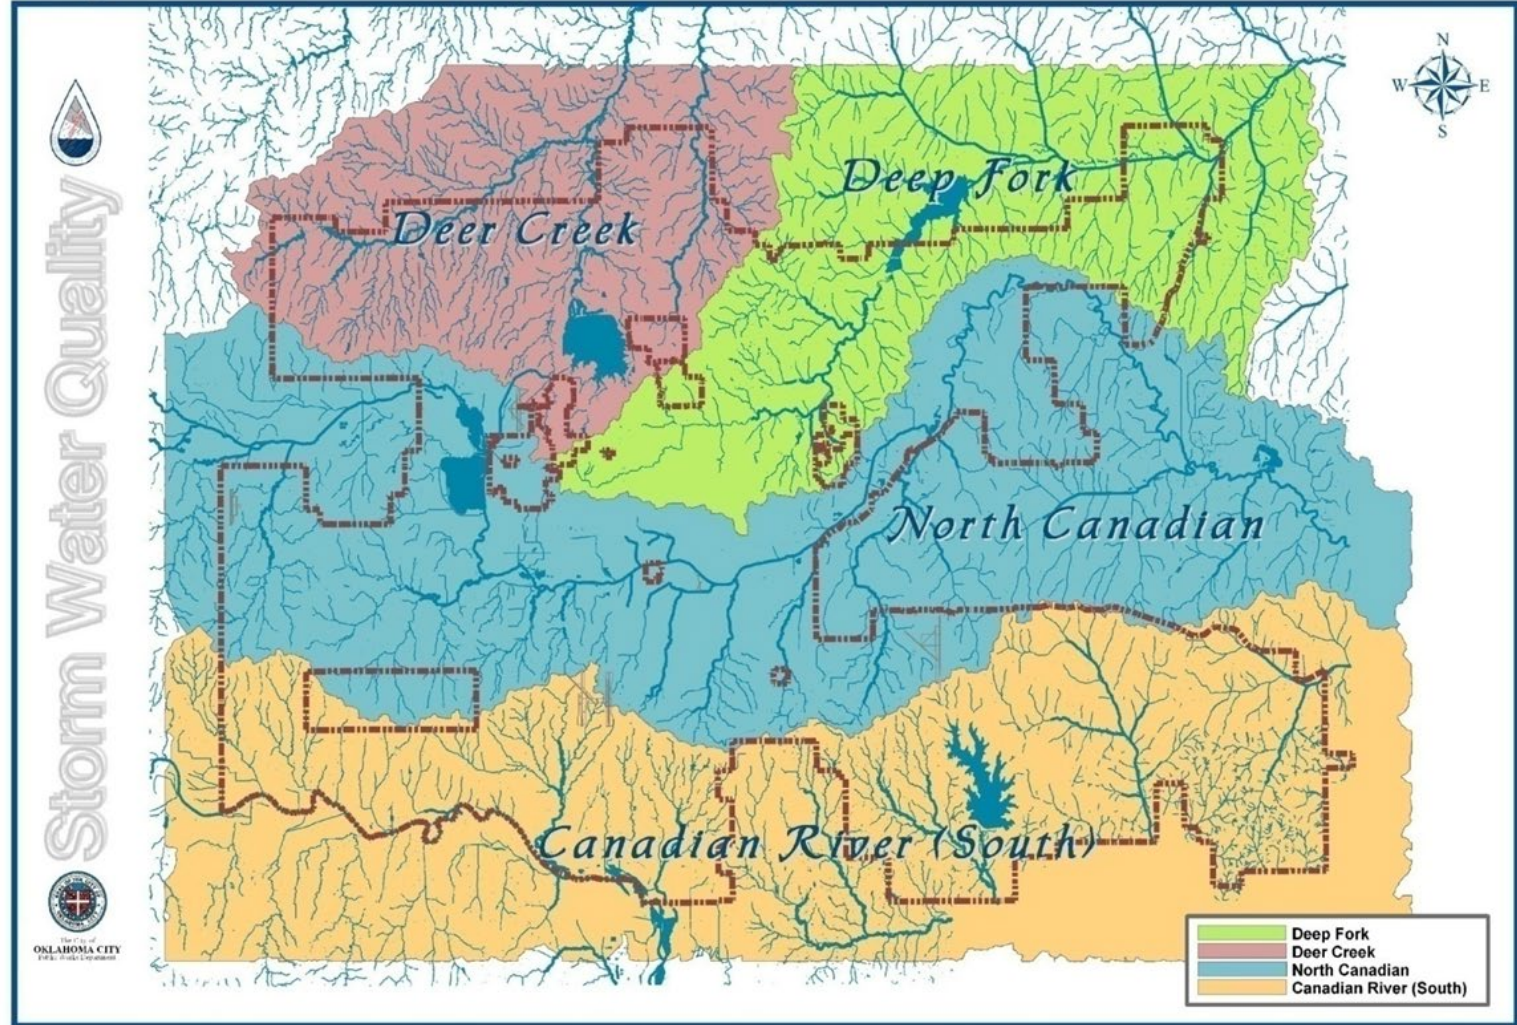 Storm Water Quality
N
W
E
S
Deep Fork
Deer Creek
North Canadian
Canadian River (South)
The City of
OKLAHOMA CITY
Public Works Department
Deep Fork
Deer Creek
North Canadian
Canadian River (South)